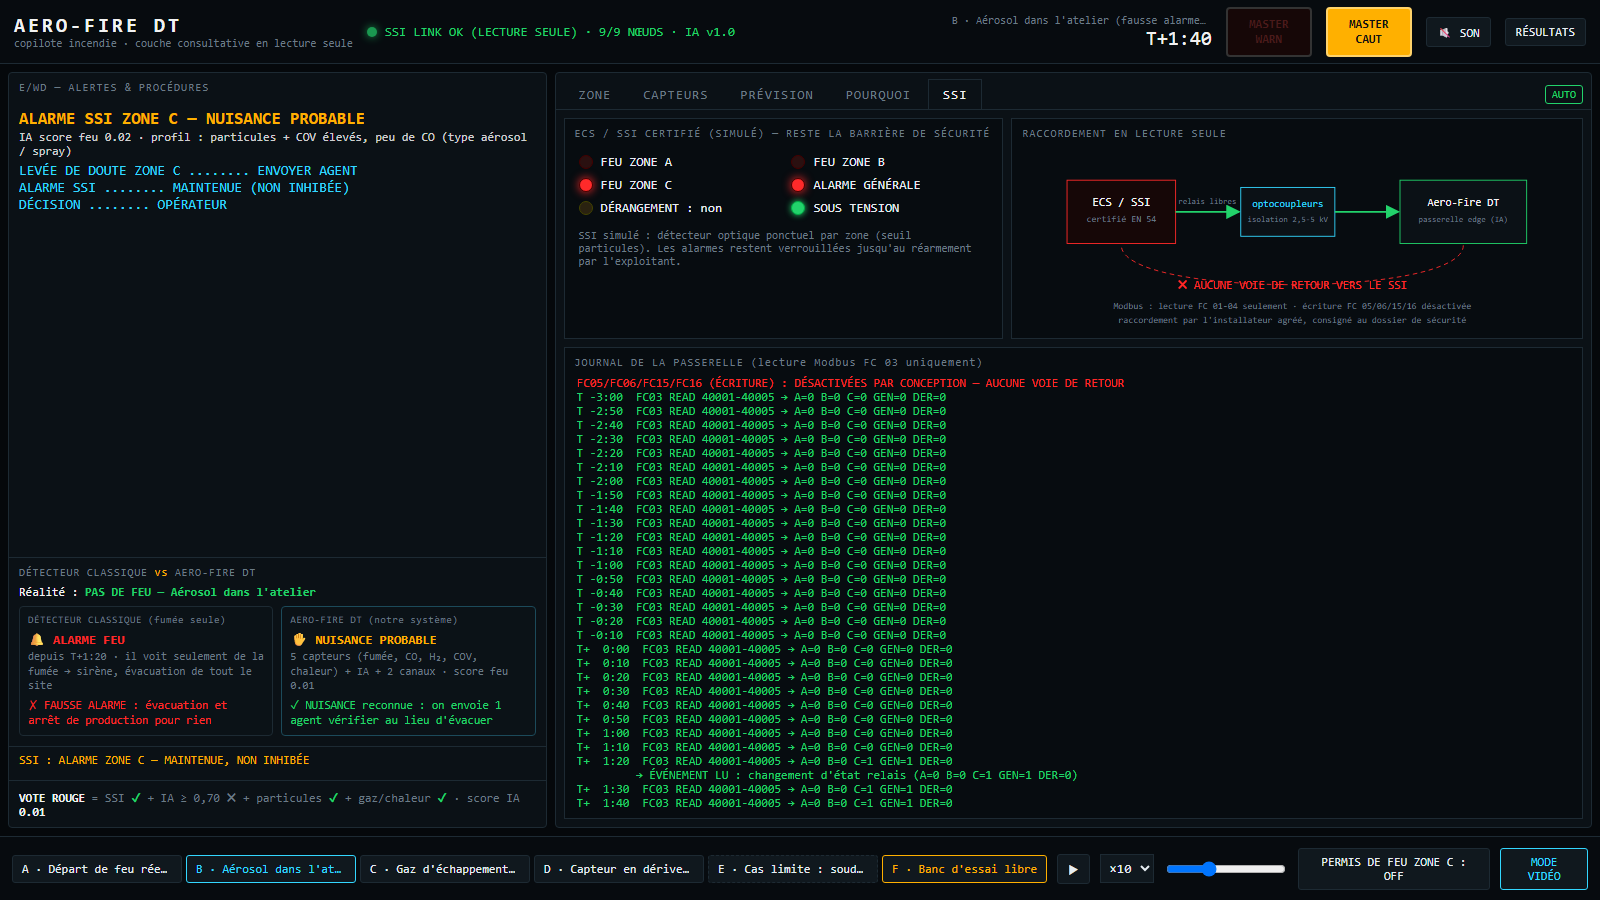 AERO-FIRE DT
copilote incendie · couche consultative en lecture seule
SSI LINK OK (LECTURE SEULE) · 9/9 NŒUDS · IA v1.0
B · Aérosol dans l'atelier (fausse alarme…
T+1:40
MASTER
WARN
MASTER
CAUT
SON
RÉSULTATS
E/WD — ALERTES & PROCÉDURES
ALARME SSI ZONE C — NUISANCE PROBABLE
IA score feu 0.02 · profil : particules + COV élevés, peu de CO (type aérosol
/ spray)
LEVÉE DE DOUTE ZONE C ........ ENVOYER AGENT
ALARME SSI ........ MAINTENUE (NON INHIBÉE)
DÉCISION ........ OPÉRATEUR
DÉTECTEUR CLASSIQUE vs AERO-FIRE DT
Réalité : PAS DE FEU — Aérosol dans l'atelier
DÉTECTEUR CLASSIQUE (fumée seule)
ALARME FEU
depuis T+1:20 · il voit seulement de la
fumée → sirène, évacuation de tout le
site
✗ FAUSSE ALARME : évacuation et
arrêt de production pour rien
AERO-FIRE DT (notre système)
NUISANCE PROBABLE
5 capteurs (fumée, CO, H₂, COV,
chaleur) + IA + 2 canaux · score feu
0.01
✓ NUISANCE reconnue : on envoie 1
agent vérifier au lieu d'évacuer
SSI : ALARME ZONE C — MAINTENUE, NON INHIBÉE
VOTE ROUGE = SSI ✓ + IA ≥ 0,70 ✕ + particules ✓ + gaz/chaleur ✓ · score IA
0.01
ZONE
CAPTEURS
PRÉVISION
POURQUOI
SSI
AUTO
ECS / SSI CERTIFIÉ (SIMULÉ) — RESTE LA BARRIÈRE DE SÉCURITÉ
FEU ZONE A
FEU ZONE B
FEU ZONE C
ALARME GÉNÉRALE
DÉRANGEMENT : non
SOUS TENSION
SSI simulé : détecteur optique ponctuel par zone (seuil
particules). Les alarmes restent verrouillées jusqu'au réarmement
par l'exploitant.
RACCORDEMENT EN LECTURE SEULE
ECS / SSI
certifié EN 54
relais libres
optocoupleurs
isolation 2,5-5 kV
Aero-Fire DT
passerelle edge (IA)
✕ AUCUNE VOIE DE RETOUR VERS LE SSI
Modbus : lecture FC 01-04 seulement · écriture FC 05/06/15/16 désactivée
raccordement par l'installateur agréé, consigné au dossier de sécurité
JOURNAL DE LA PASSERELLE (lecture Modbus FC 03 uniquement)
FC05/FC06/FC15/FC16 (ÉCRITURE) : DÉSACTIVÉES PAR CONCEPTION — AUCUNE VOIE DE RETOUR
T -3:00  FC03 READ 40001-40005 → A=0 B=0 C=0 GEN=0 DER=0
T -2:50  FC03 READ 40001-40005 → A=0 B=0 C=0 GEN=0 DER=0
T -2:40  FC03 READ 40001-40005 → A=0 B=0 C=0 GEN=0 DER=0
T -2:30  FC03 READ 40001-40005 → A=0 B=0 C=0 GEN=0 DER=0
T -2:20  FC03 READ 40001-40005 → A=0 B=0 C=0 GEN=0 DER=0
T -2:10  FC03 READ 40001-40005 → A=0 B=0 C=0 GEN=0 DER=0
T -2:00  FC03 READ 40001-40005 → A=0 B=0 C=0 GEN=0 DER=0
T -1:50  FC03 READ 40001-40005 → A=0 B=0 C=0 GEN=0 DER=0
T -1:40  FC03 READ 40001-40005 → A=0 B=0 C=0 GEN=0 DER=0
T -1:30  FC03 READ 40001-40005 → A=0 B=0 C=0 GEN=0 DER=0
T -1:20  FC03 READ 40001-40005 → A=0 B=0 C=0 GEN=0 DER=0
T -1:10  FC03 READ 40001-40005 → A=0 B=0 C=0 GEN=0 DER=0
T -1:00  FC03 READ 40001-40005 → A=0 B=0 C=0 GEN=0 DER=0
T -0:50  FC03 READ 40001-40005 → A=0 B=0 C=0 GEN=0 DER=0
T -0:40  FC03 READ 40001-40005 → A=0 B=0 C=0 GEN=0 DER=0
T -0:30  FC03 READ 40001-40005 → A=0 B=0 C=0 GEN=0 DER=0
T -0:20  FC03 READ 40001-40005 → A=0 B=0 C=0 GEN=0 DER=0
T -0:10  FC03 READ 40001-40005 → A=0 B=0 C=0 GEN=0 DER=0
T+  0:00  FC03 READ 40001-40005 → A=0 B=0 C=0 GEN=0 DER=0
T+  0:10  FC03 READ 40001-40005 → A=0 B=0 C=0 GEN=0 DER=0
T+  0:20  FC03 READ 40001-40005 → A=0 B=0 C=0 GEN=0 DER=0
T+  0:30  FC03 READ 40001-40005 → A=0 B=0 C=0 GEN=0 DER=0
T+  0:40  FC03 READ 40001-40005 → A=0 B=0 C=0 GEN=0 DER=0
T+  0:50  FC03 READ 40001-40005 → A=0 B=0 C=0 GEN=0 DER=0
T+  1:00  FC03 READ 40001-40005 → A=0 B=0 C=0 GEN=0 DER=0
T+  1:10  FC03 READ 40001-40005 → A=0 B=0 C=0 GEN=0 DER=0
T+  1:20  FC03 READ 40001-40005 → A=0 B=0 C=1 GEN=1 DER=0
→ ÉVÉNEMENT LU : changement d'état relais (A=0 B=0 C=1 GEN=1 DER=0)
T+  1:30  FC03 READ 40001-40005 → A=0 B=0 C=1 GEN=1 DER=0
T+  1:40  FC03 READ 40001-40005 → A=0 B=0 C=1 GEN=1 DER=0
A · Départ de feu rée…
B · Aérosol dans l'at…
C · Gaz d'échappement…
D · Capteur en dérive…
E · Cas limite : soud…
F · Banc d'essai libre
x10
PERMIS DE FEU ZONE C :
OFF
MODE
VIDÉO